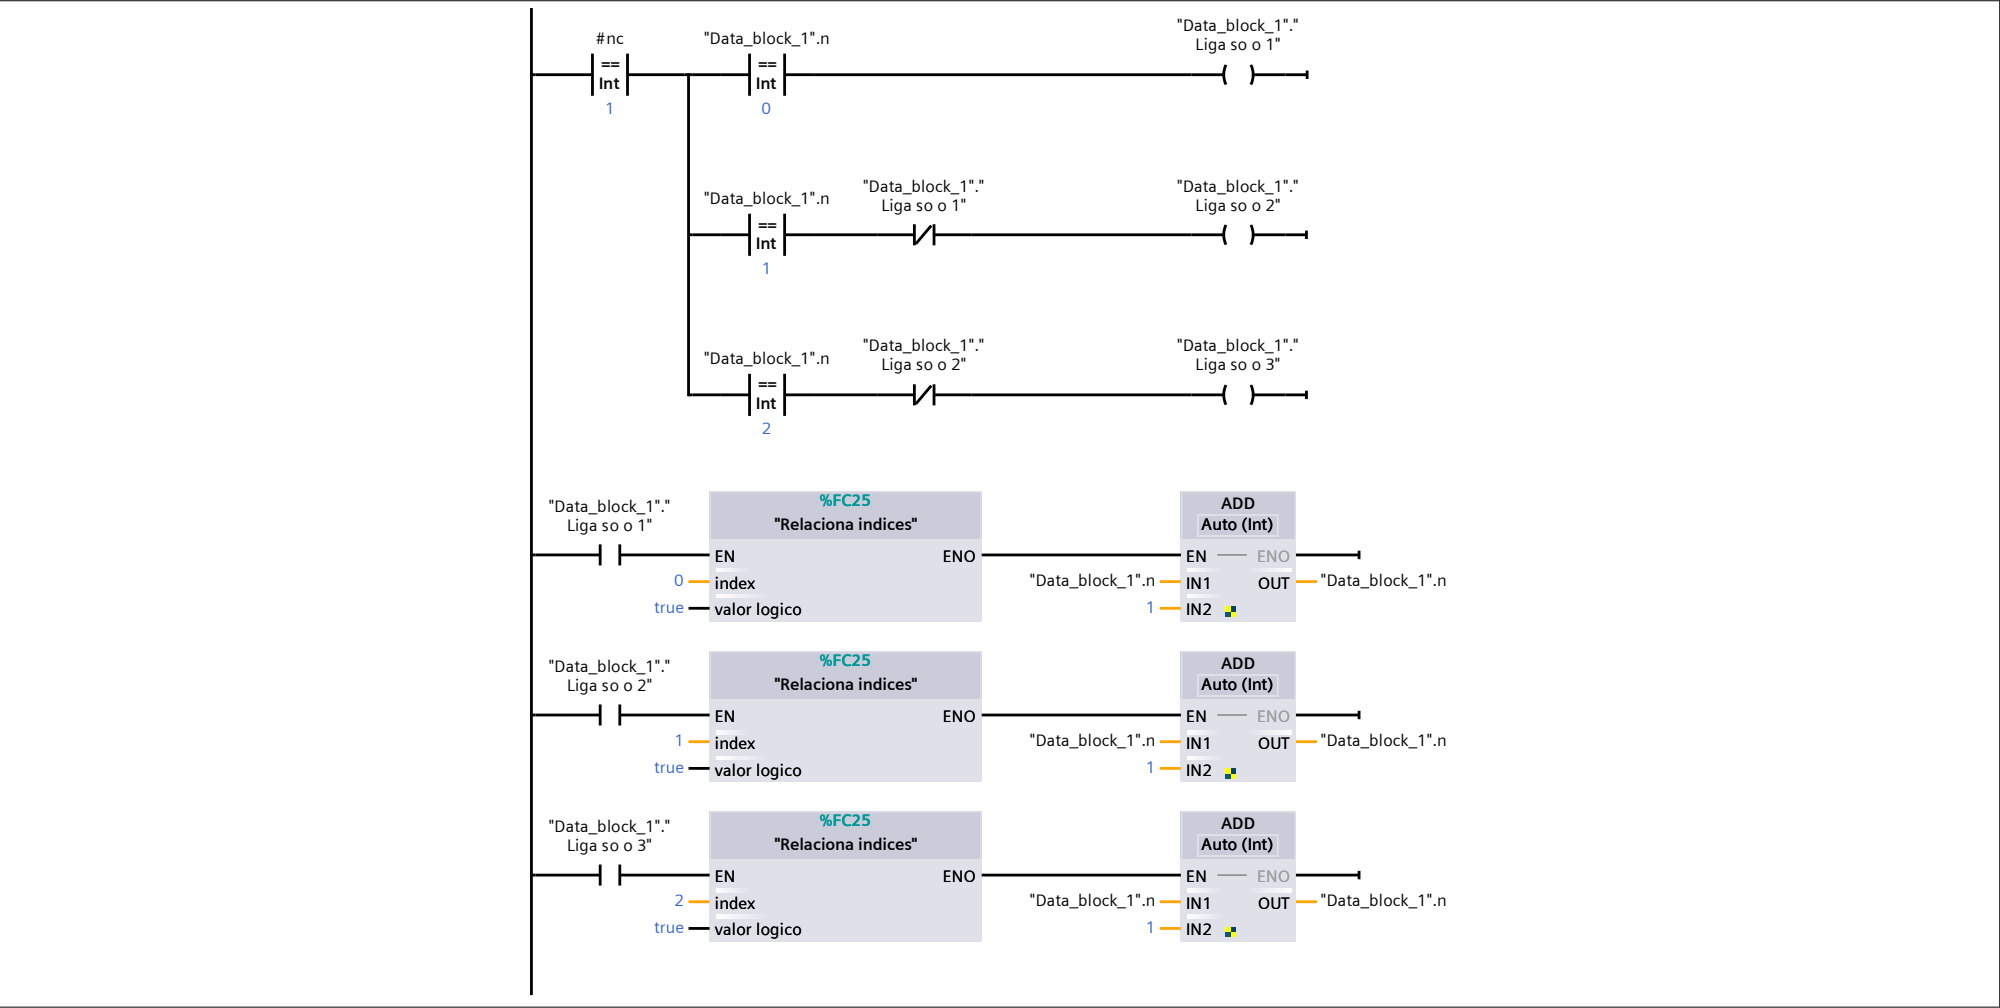 #nc
==
Int
1
"Data_block_1".n
==
Int
0
"Data_block_1"."
Liga so o 1"
"Data_block_1".n
==
Int
1
"Data_block_1"."
Liga so o 1"
"Data_block_1"."
Liga so o 2"
"Data_block_1".n
==
Int
2
"Data_block_1"."
Liga so o 2"
"Data_block_1"."
Liga so o 3"
"Data_block_1"."
Liga so o 1"
%FC25
"Relaciona indices"
EN
ENO
0
index
true
valor logico
ADD
Auto (Int)
EN
ENO
"Data_block_1".n
IN1
OUT
"Data_block_1".n
1
IN2
"Data_block_1"."
Liga so o 2"
%FC25
"Relaciona indices"
EN
ENO
1
index
true
valor logico
ADD
Auto (Int)
EN
ENO
"Data_block_1".n
IN1
OUT
"Data_block_1".n
1
IN2
"Data_block_1"."
Liga so o 3"
%FC25
"Relaciona indices"
EN
ENO
2
index
true
valor logico
ADD
Auto (Int)
EN
ENO
"Data_block_1".n
IN1
OUT
"Data_block_1".n
1
IN2